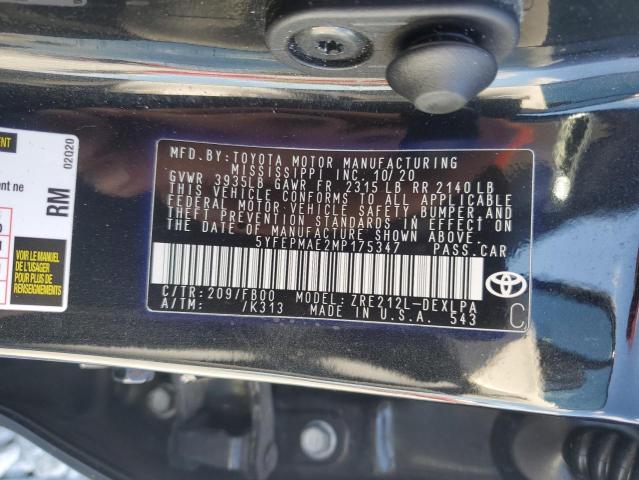 MFD. BY: TOYOTA MOTOR MANUFACTURING
MISSISSIPPI INC. 10/20
GVWR 3935LB GAWR FR 2315 LB RR 2140 LB
THIS VEHICLE CONFORMS TO ALL APPLICABLE
FEDERAL MOTOR VEHICLE SAFETY, BUMPER, AND
THEFT PREVENTION STANDARDS IN EFFECT ON
THE DATE OF MANUFACTURE SHOWN ABOVE.
5YFEPMAE2MP175347 PASS.CAR
C/TR: 209/FB00 MODEL: ZRE212L-DEXLPA
A/TM: /K313 MADE IN U.S.A. 543
C
TOYOTA
02020
RM
ent ne
MANUEL DE
L'USAGER
POUR PLUS DE
RENSEIGNEMENTS